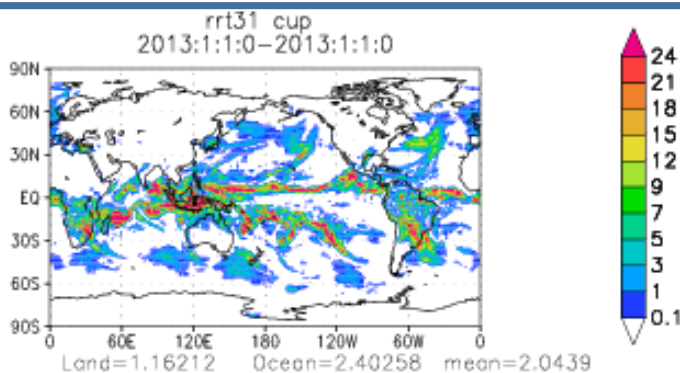 rrt31 cup
2013:1:1:0-2013:1:1:0
90N
60N
30N
EQ
30S
60S
90S
0 60E 120E 180 120W 60W 0
Land=1.16212 Ocean=2.40258 mean=2.0439
24
21
18
15
12
9
7
5
3
1
0.1